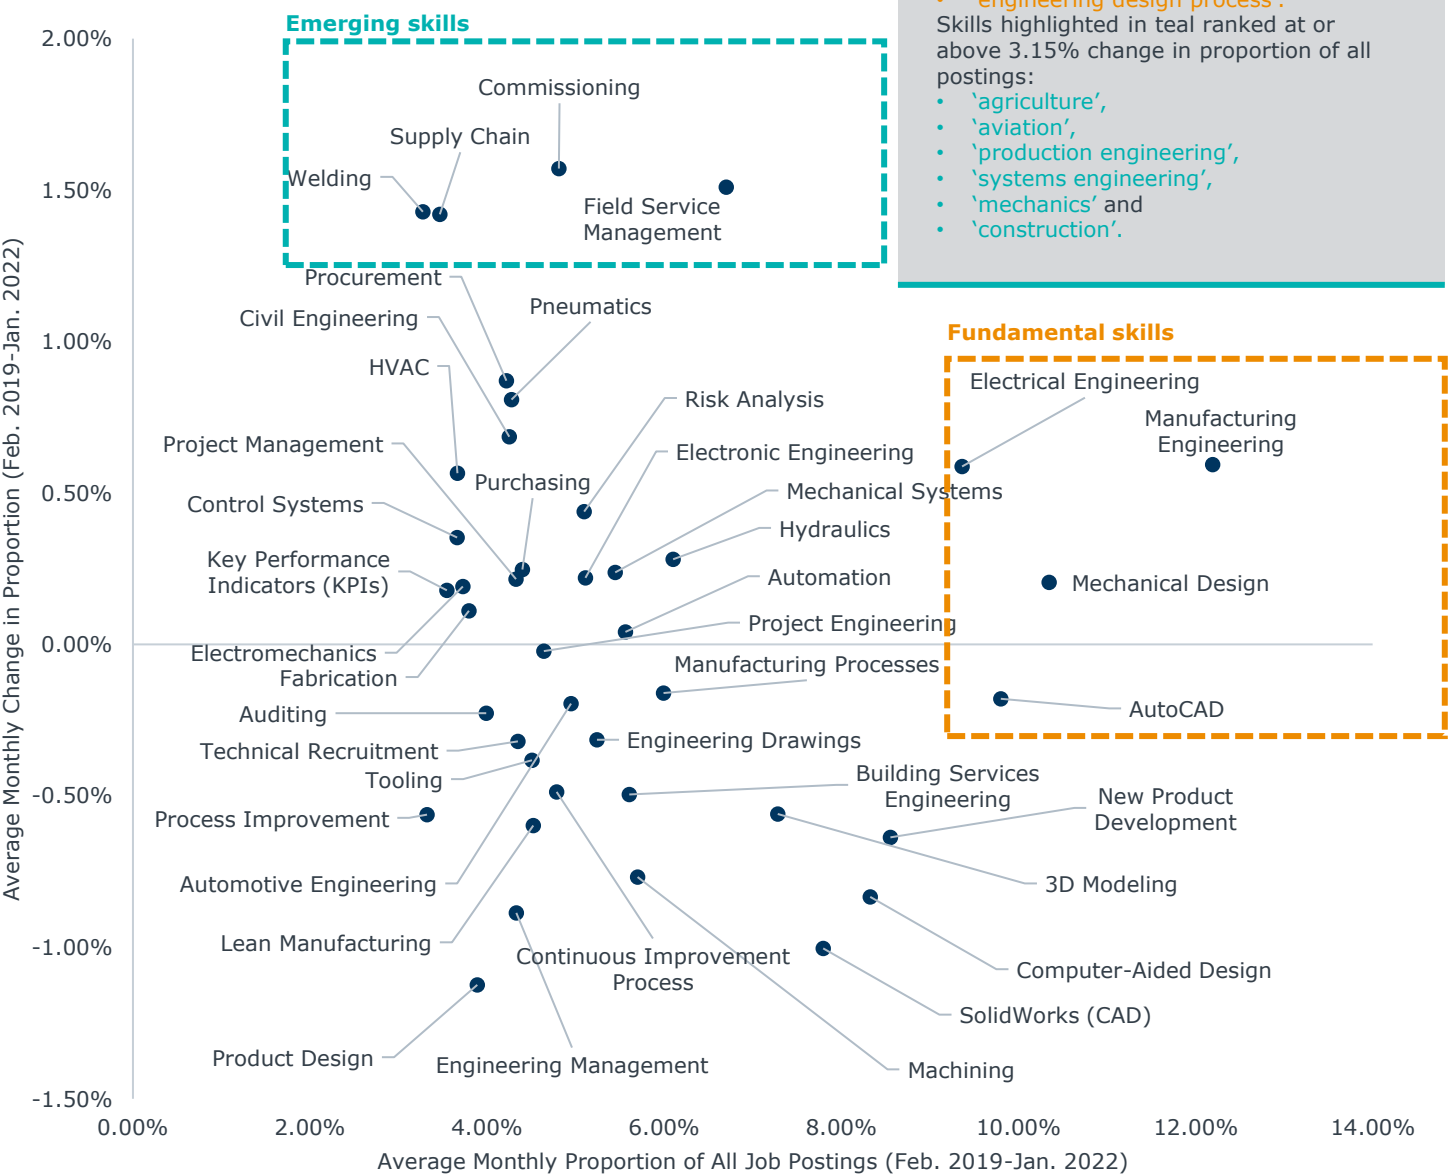 'engineering design process'.
Skills highlighted in teal ranked at or
above 3.15% change in proportion of all
postings:
• ‘agriculture’,
• ‘aviation’,
• ‘production engineering’,
• ‘systems engineering’,
• ‘mechanics’ and
• ‘construction’.
Emerging skills
Commissioning
Supply Chain
Welding
Field Service
Management
Procurement
Pneumatics
Civil Engineering
HVAC
Fundamental skills
Electrical Engineering
Manufacturing
Engineering
Risk Analysis
Project Management
Electronic Engineering
Purchasing
Mechanical Systems
Control Systems
Hydraulics
Key Performance
Indicators (KPIs)
Automation
Mechanical Design
Project Engineering
Electromechanics
Manufacturing Processes
Fabrication
Auditing
AutoCAD
Technical Recruitment
Engineering Drawings
Tooling
Building Services
Engineering
New Product
Development
Process Improvement
Automotive Engineering
3D Modeling
Lean Manufacturing
Continuous Improvement
Process
Computer-Aided Design
SolidWorks (CAD)
Product Design
Engineering Management
Machining
2.00%
1.50%
1.00%
0.50%
0.00%
-0.50%
-1.00%
-1.50%
Average Monthly Change in Proportion (Feb. 2019-Jan. 2022)
0.00%
2.00%
4.00%
6.00%
8.00%
10.00%
12.00%
14.00%
Average Monthly Proportion of All Job Postings (Feb. 2019-Jan. 2022)